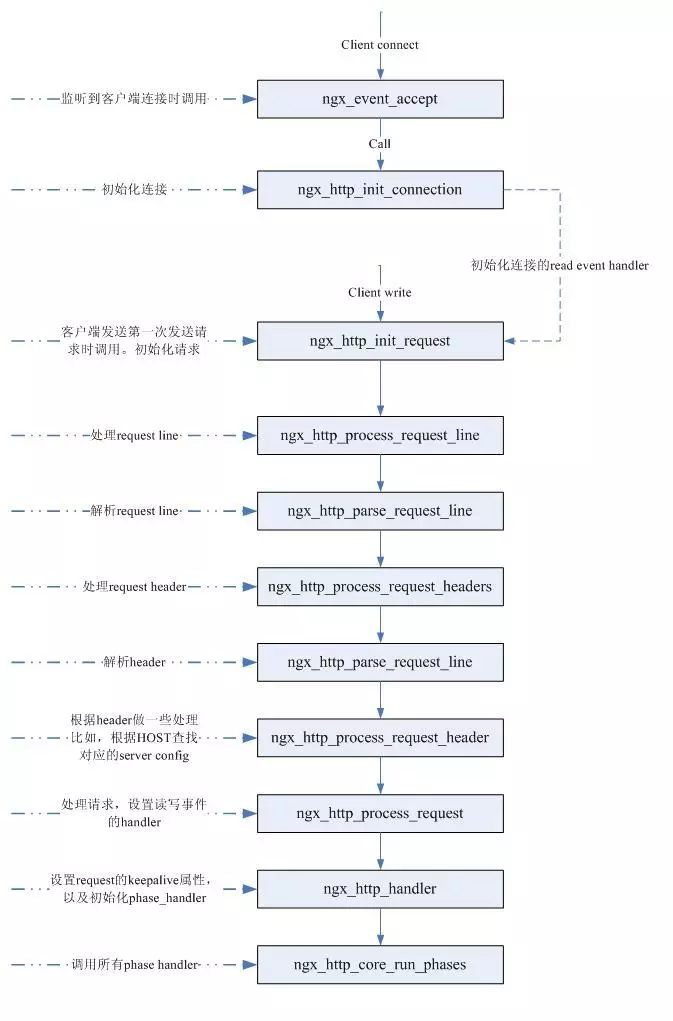 Client connect
监听到客户端连接时调用
ngx_event_accept
Call
初始化连接
ngx_http_init_connection
初始化连接的read event handler
Client write
客户端发送第一次发送请
求时调用。初始化请求
ngx_http_init_request
处理request line
ngx_http_process_request_line
解析request line
ngx_http_parse_request_line
处理request header
ngx_http_process_request_headers
解析header
ngx_http_parse_request_line
根据header做一些处理
比如，根据HOST查找
对应的server config
ngx_http_process_request_header
处理请求，设置读写事件
的handler
ngx_http_process_request
设置request的keepalive属性，
以及初始化phase_handler
ngx_http_handler
调用所有phase handler
ngx_http_core_run_phases